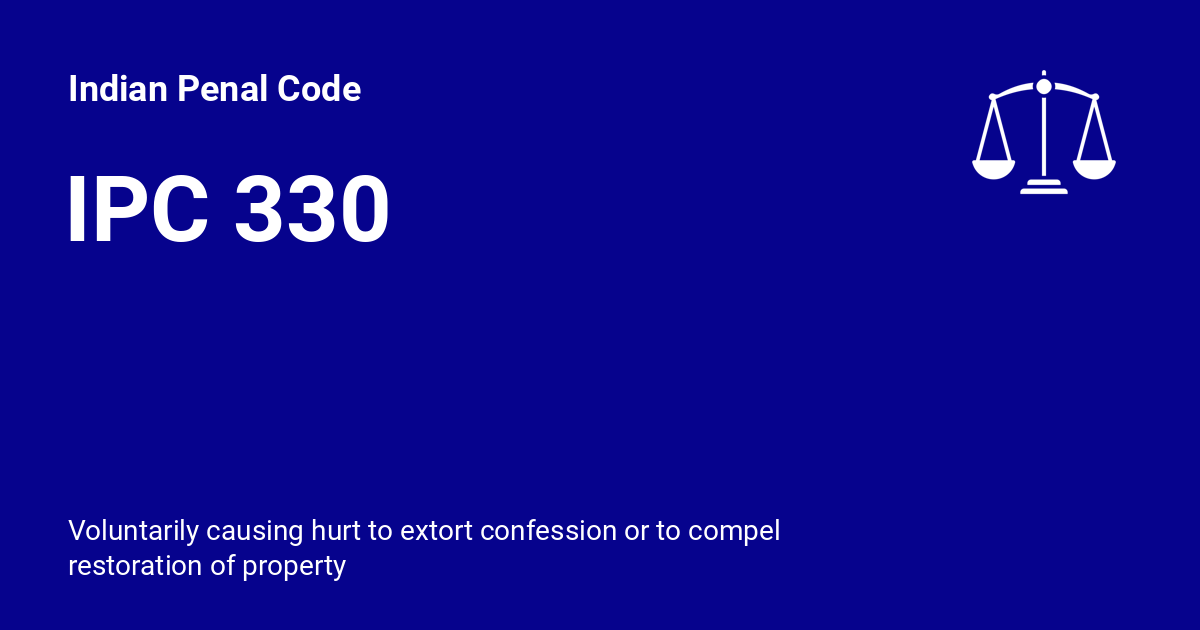 Indian Penal Code
IPC 330
Voluntarily causing hurt to extort confession or to compel
restoration of property